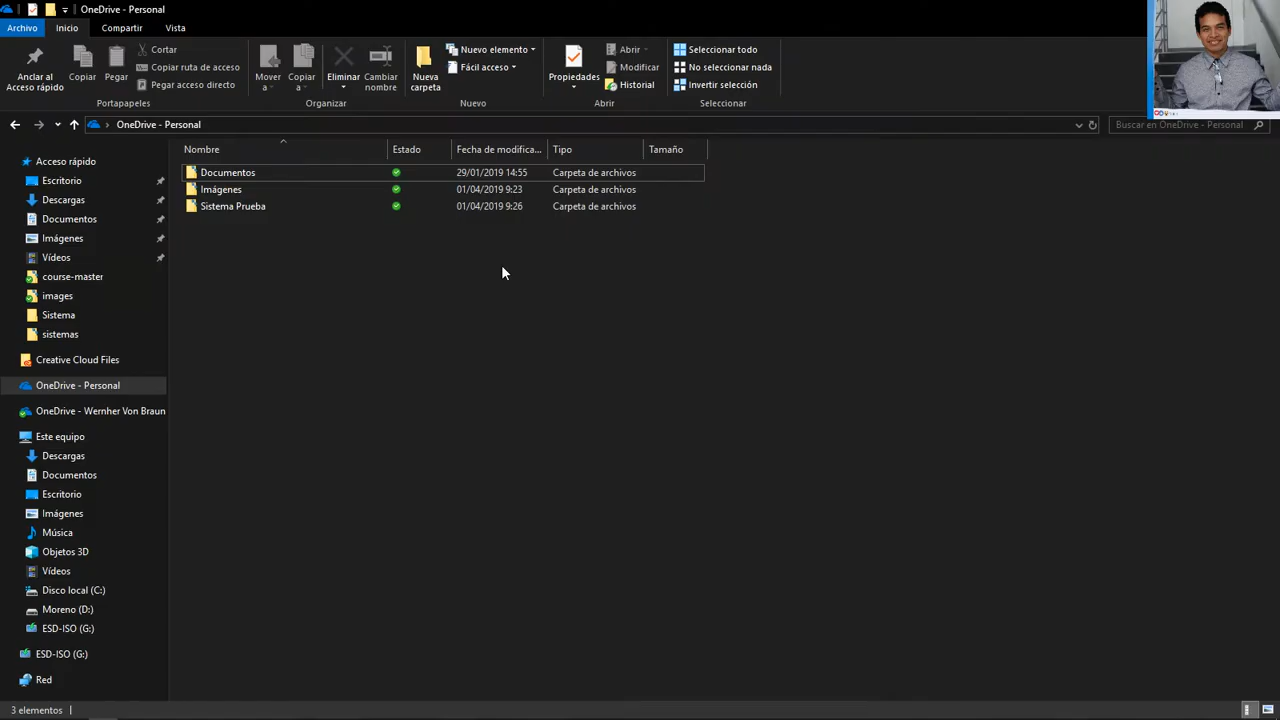 OneDrive - Personal
Archivo Inicio Compartir Vista
Anclar al Acceso rápido
Copiar
Pegar
Cortar
Copiar ruta de acceso
Pegar acceso directo
Portapapeles
Mover a
Copiar a
Eliminar
Cambiar nombre
Organizar
Nueva carpeta
Nuevo elemento
Fácil acceso
Nuevo
Propiedades
Abrir
Modificar
Historial
Abrir
Seleccionar todo
No seleccionar nada
Invertir selección
Seleccionar
OneDrive - Personal
Buscar en OneDrive - Personal
Nombre Estado Fecha de modifica... Tipo Tamaño
Documentos 29/01/2019 14:55 Carpeta de archivos
Imágenes 01/04/2019 9:23 Carpeta de archivos
Sistema Prueba 01/04/2019 9:26 Carpeta de archivos
Acceso rápido
Escritorio
Descargas
Documentos
Imágenes
Vídeos
course-master
images
Sistema
sistemas
Creative Cloud Files
OneDrive - Personal
OneDrive - Wernher Von Braun
Este equipo
Descargas
Documentos
Escritorio
Imágenes
Música
Objetos 3D
Vídeos
Disco local (C:)
Moreno (D:)
ESD-ISO (G:)
ESD-ISO (G:)
Red
3 elementos